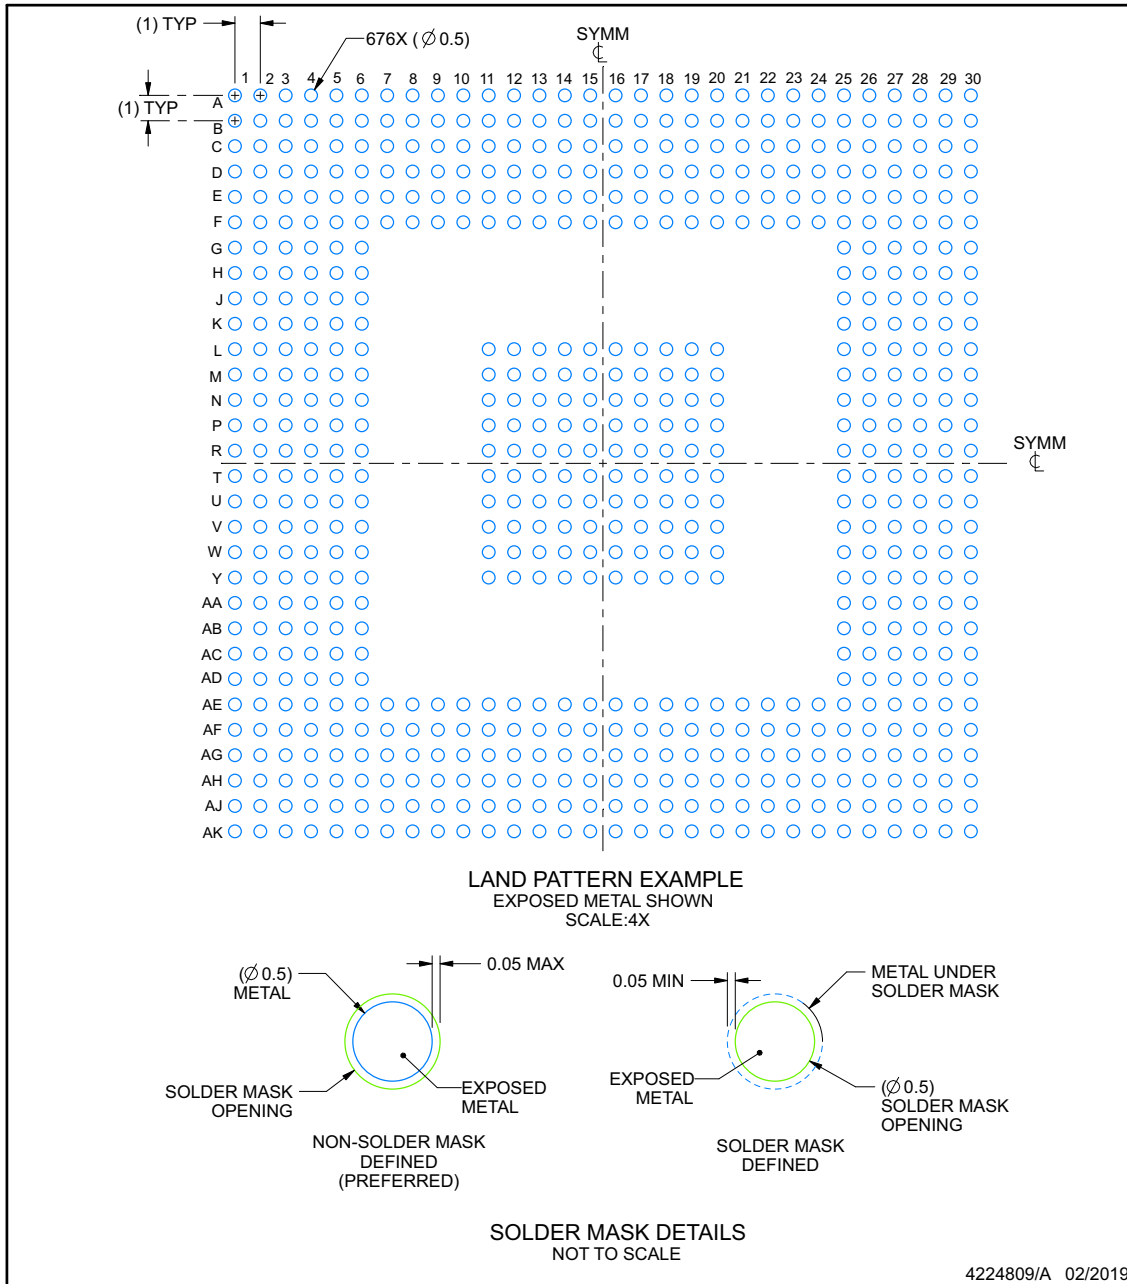 (1) TYP
676X ( Ø 0.5)
SYMM
℄
1 2 3 4 5 6 7 8 9 10 11 12 13 14 15 16 17 18 19 20 21 22 23 24 25 26 27 28 29 30
(1) TYP
A
B
C
D
E
F
G
H
J
K
L
M
N
P
R
SYMM
℄
T
U
V
W
Y
AA
AB
AC
AD
AE
AF
AG
AH
AJ
AK
LAND PATTERN EXAMPLE
EXPOSED METAL SHOWN
SCALE:4X
(Ø 0.5)
METAL
0.05 MAX
SOLDER MASK
OPENING
EXPOSED
METAL
NON-SOLDER MASK
DEFINED
(PREFERRED)
0.05 MIN
METAL UNDER
SOLDER MASK
EXPOSED
METAL
(Ø 0.5)
SOLDER MASK
OPENING
SOLDER MASK
DEFINED
SOLDER MASK DETAILS
NOT TO SCALE
4224809/A 02/2019